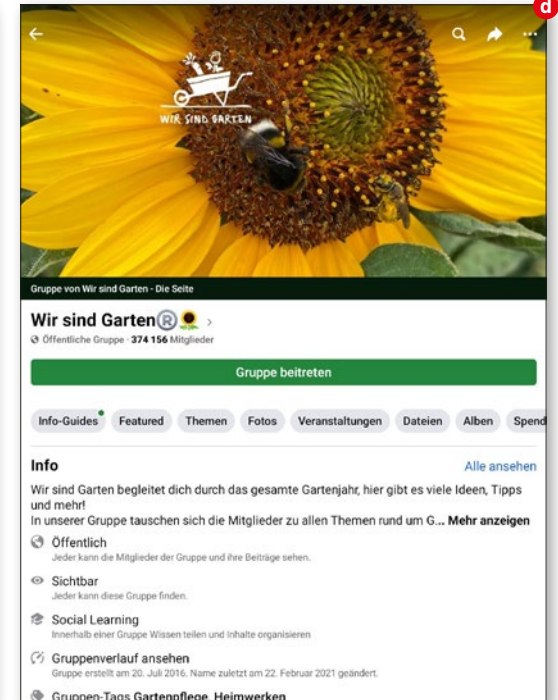 d
WIR SIND GARTEN
Gruppe von Wir sind Garten - Die Seite
Wir sind Garten® 🌻 >
Öffentliche Gruppe · 374 156 Mitglieder
Gruppe beitreten
Info-Guides Featured Themen Fotos Veranstaltungen Dateien Alben Spend
Info Alle ansehen
Wir sind Garten begleitet dich durch das gesamte Gartenjahr, hier gibt es viele Ideen, Tipps
und mehr!
In unserer Gruppe tauschen sich die Mitglieder zu allen Themen rund um G... Mehr anzeigen
Öffentlich
Jeder kann die Mitglieder der Gruppe und ihre Beiträge sehen.
Sichtbar
Jeder kann diese Gruppe finden.
Social Learning
Innerhalb einer Gruppe Wissen teilen und Inhalte organisieren
Gruppenverlauf ansehen
Gruppe erstellt am 20. Juli 2016. Name zuletzt am 22. Februar 2021 geändert.
Gruppen-Tags Gartenpflege, Heimwerken